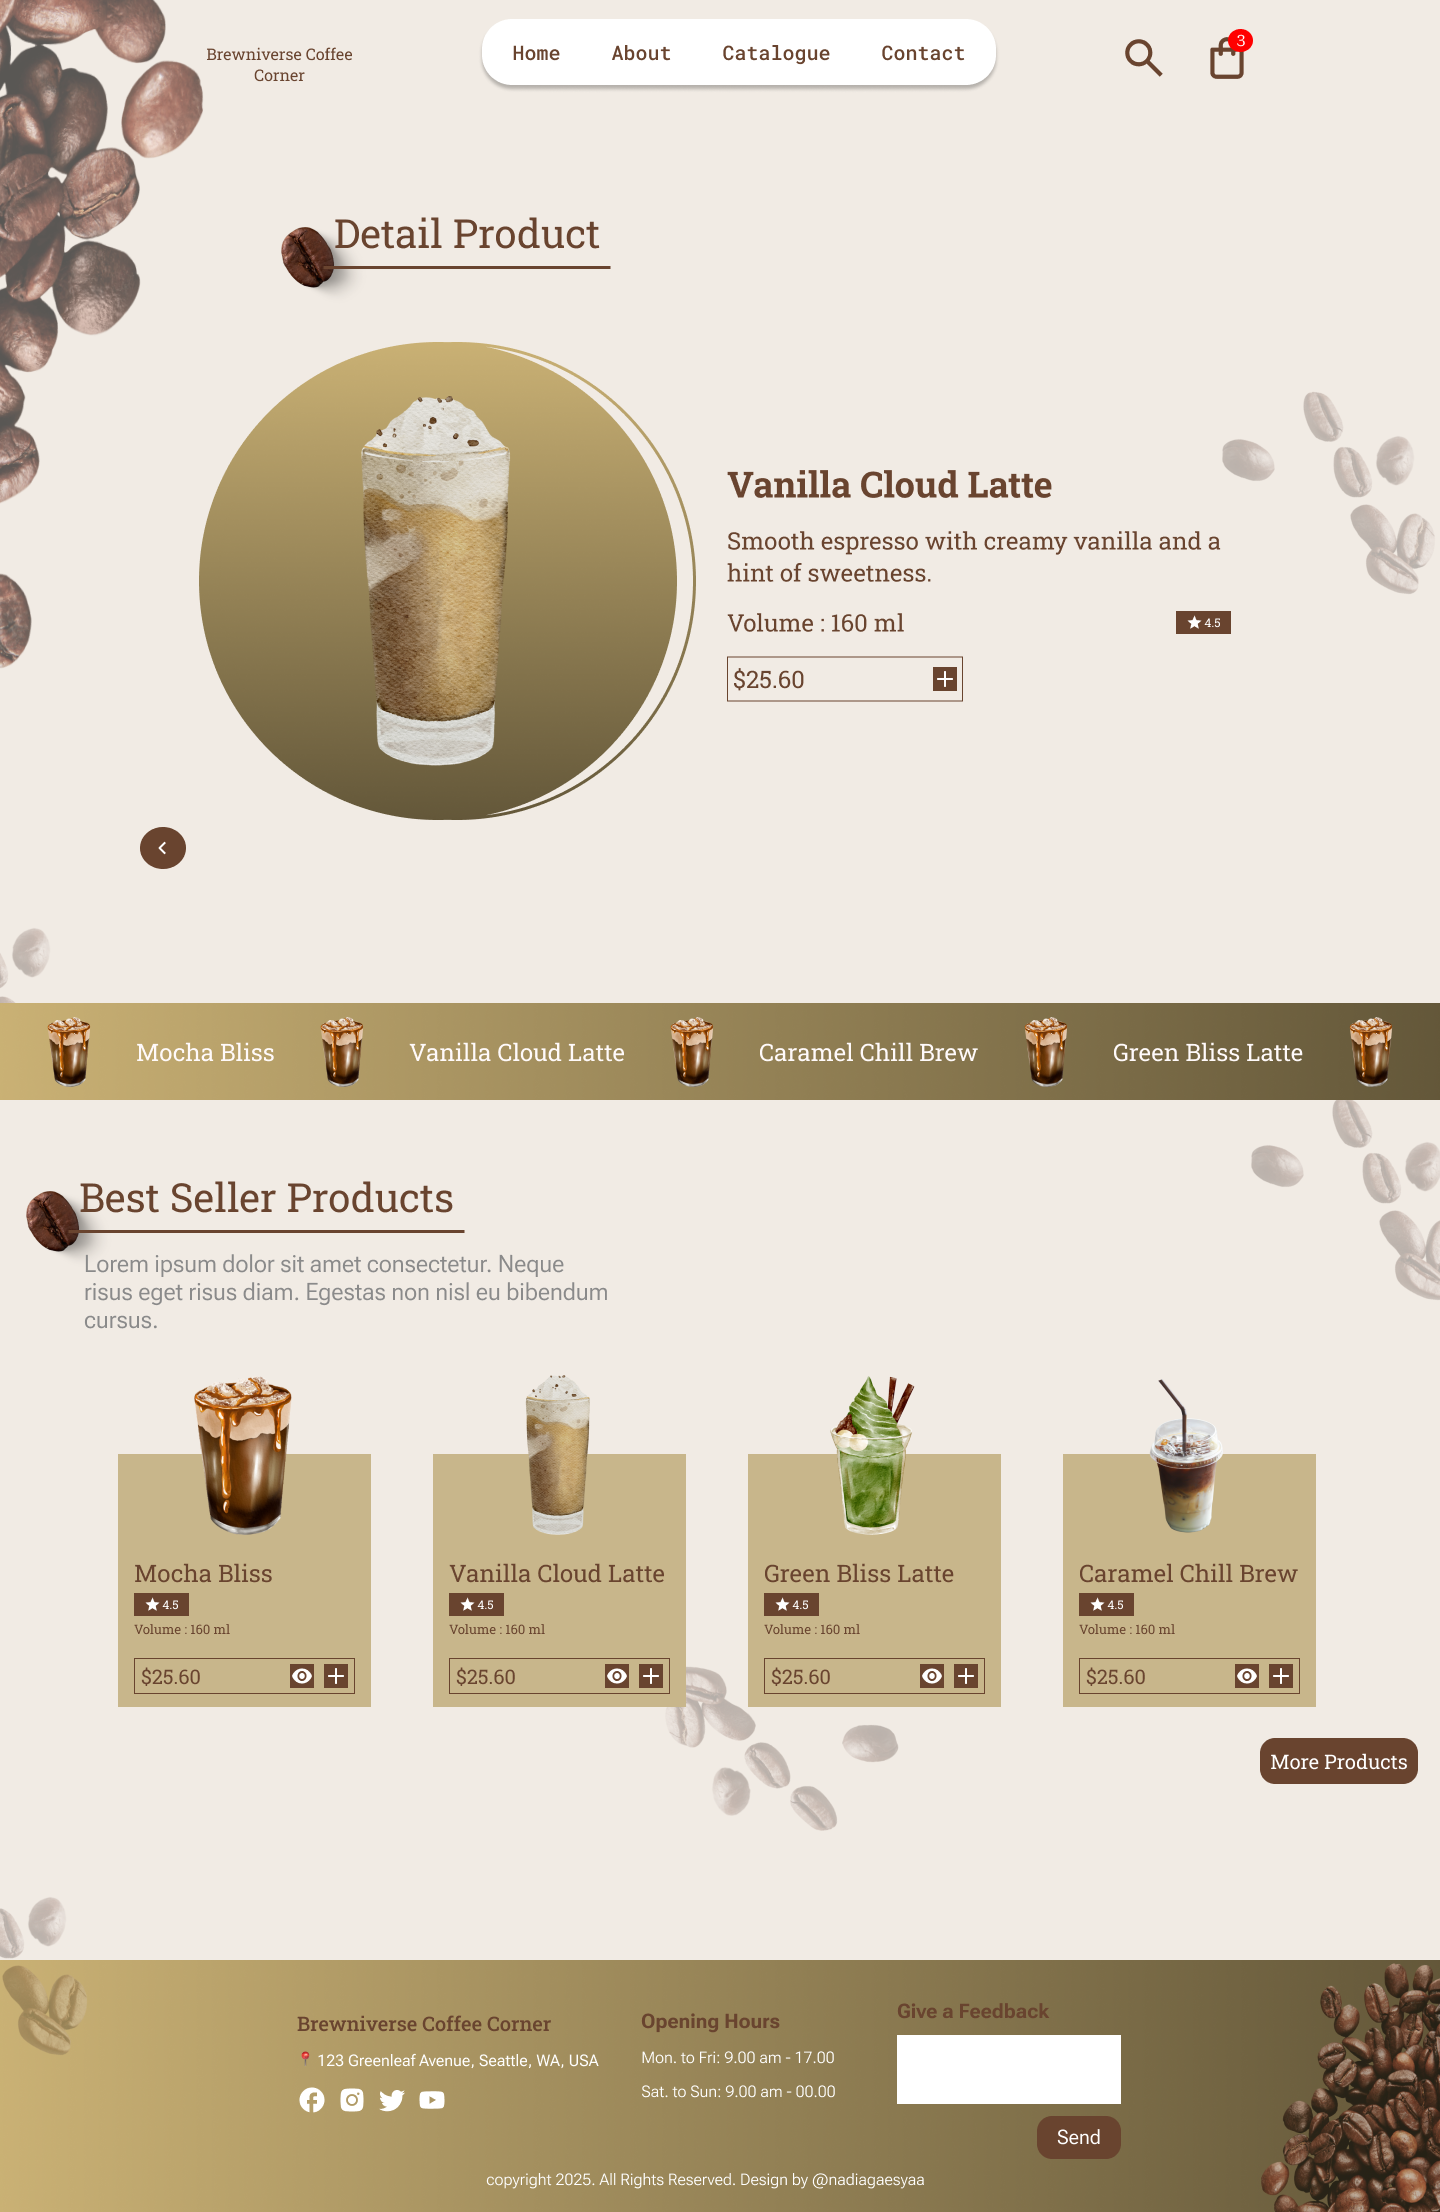 Brewniverse Coffee
Corner
Home About Catalogue Contact
3
Detail Product
Vanilla Cloud Latte
Smooth espresso with creamy vanilla and a
hint of sweetness.
Volume : 160 ml
4.5
$25.60
Mocha Bliss Vanilla Cloud Latte Caramel Chill Brew Green Bliss Latte
Best Seller Products
Lorem ipsum dolor sit amet consectetur. Neque
risus eget risus diam. Egestas non nisl eu bibendum
cursus.
Mocha Bliss
4.5
Volume : 160 ml
$25.60
Vanilla Cloud Latte
4.5
Volume : 160 ml
$25.60
Green Bliss Latte
4.5
Volume : 160 ml
$25.60
Caramel Chill Brew
4.5
Volume : 160 ml
$25.60
More Products
Brewniverse Coffee Corner
123 Greenleaf Avenue, Seattle, WA, USA
Opening Hours
Mon. to Fri: 9.00 am - 17.00
Sat. to Sun: 9.00 am - 00.00
Give a Feedback
Send
copyright 2025. All Rights Reserved. Design by @nadiagaesyaa